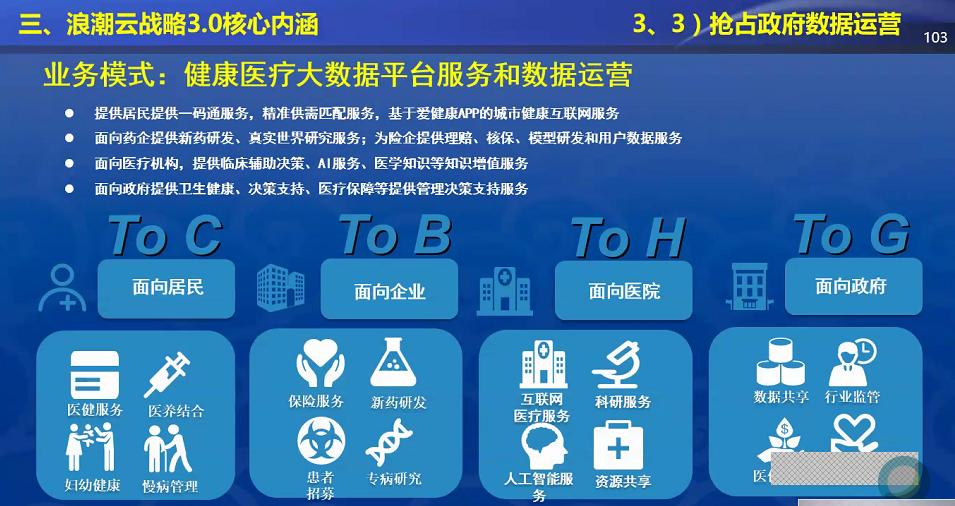 三、浪潮云战略3.0核心内涵
3、3）抢占政府数据运营
103
业务模式：健康医疗大数据平台服务和数据运营
● 提供居民提供一码通服务，精准供需匹配服务，基于爱健康APP的城市健康互联网服务
● 面向药企提供新药研发、真实世界研究服务；为险企提供理赔、核保、模型研发和用户数据服务
● 面向医疗机构，提供临床辅助决策、AI服务、医学知识等知识增值服务
● 面向政府提供卫生健康、决策支持、医疗保障等提供管理决策支持服务
To C
面向居民
医健服务
医养结合
妇幼健康
慢病管理
To B
面向企业
保险服务
新药研发
患者
招募
专病研究
To H
面向医院
互联网
医疗服务
科研服务
人工智能服
务
资源共享
To G
面向政府
数据共享
行业监管